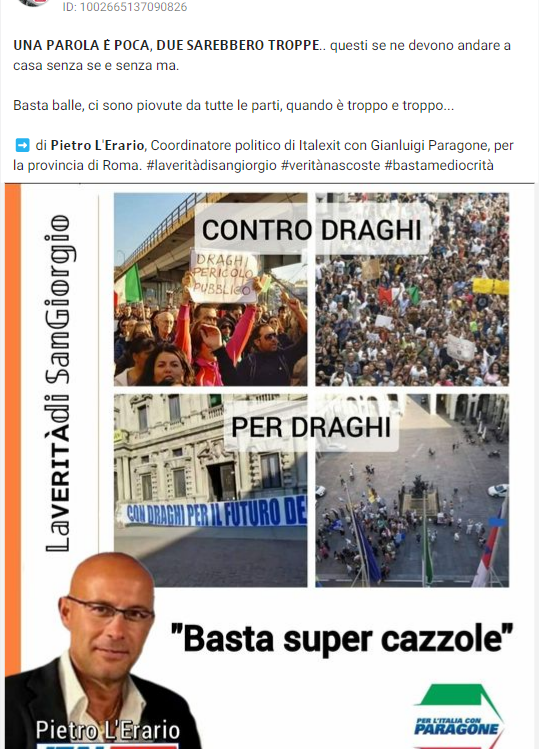 ID: 1002665137090826
UNA PAROLA È POCA, DUE SAREBBERO TROPPE.. questi se ne devono andare a
casa senza se e senza ma.
Basta balle, ci sono piovute da tutte le parti, quando è troppo e troppo...
➡️ di Pietro L'Erario, Coordinatore politico di Italexit con Gianluigi Paragone, per
la provincia di Roma. #laveritàdisangiorgio #veritànascoste #bastamediocrità
LaVERITÀdi SanGiorgio
CONTRO DRAGHI
DRAGHI
PERICOLO
PUBBLICO
PER DRAGHI
CON DRAGHI PER IL FUTURO DE
"Basta super cazzole"
Pietro L'Erario
PER L'ITALIA CON
PARAGONE